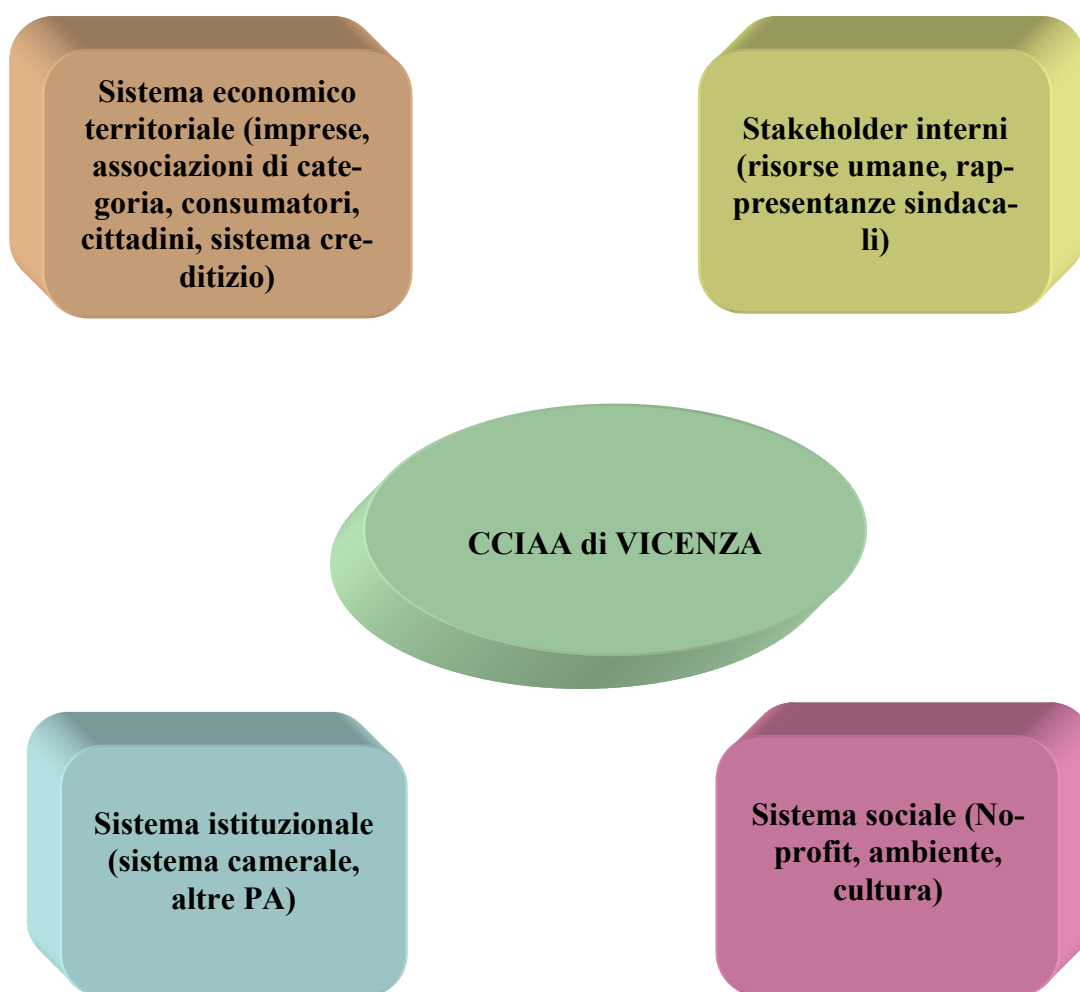 Sistema economico
territoriale (imprese,
associazioni di cate-
goria, consumatori,
cittadini, sistema cre-
ditizio)
Stakeholder interni
(risorse umane, rap-
presentanze sindaca-
li)
CCIAA di VICENZA
Sistema istituzionale
(sistema camerale,
altre PA)
Sistema sociale (No-
profit, ambiente,
cultura)